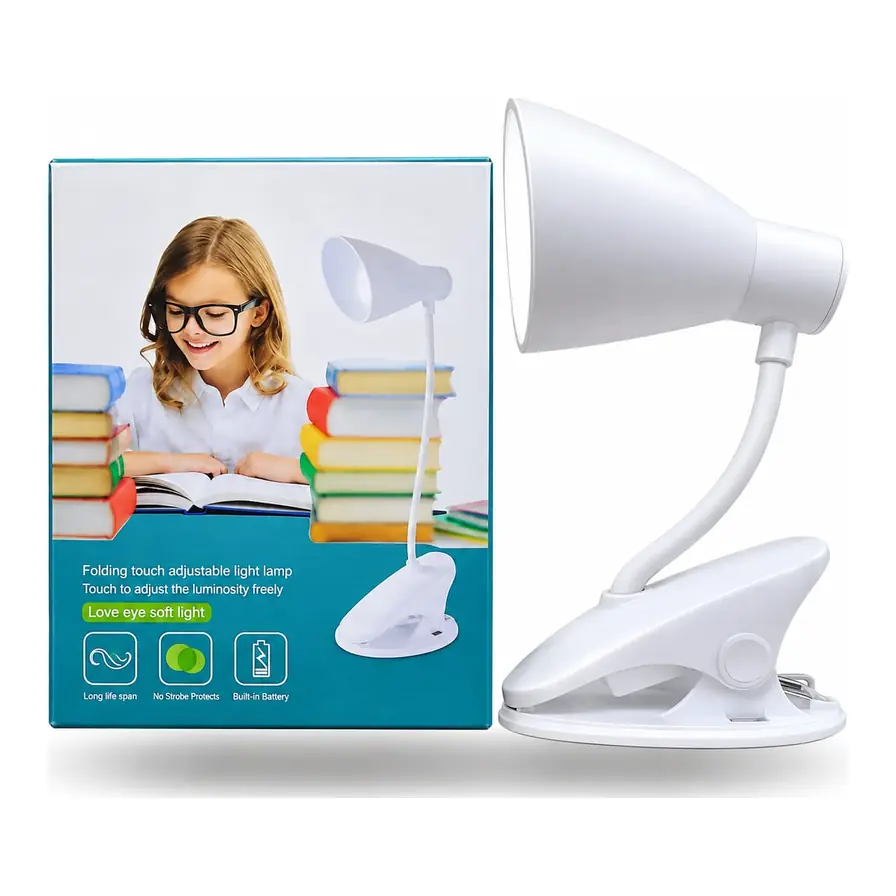 Folding touch adjustable light lamp
Touch to adjust the luminosity freely
Love eye soft light
Long life span
No Strobe Protects
Built-in Battery